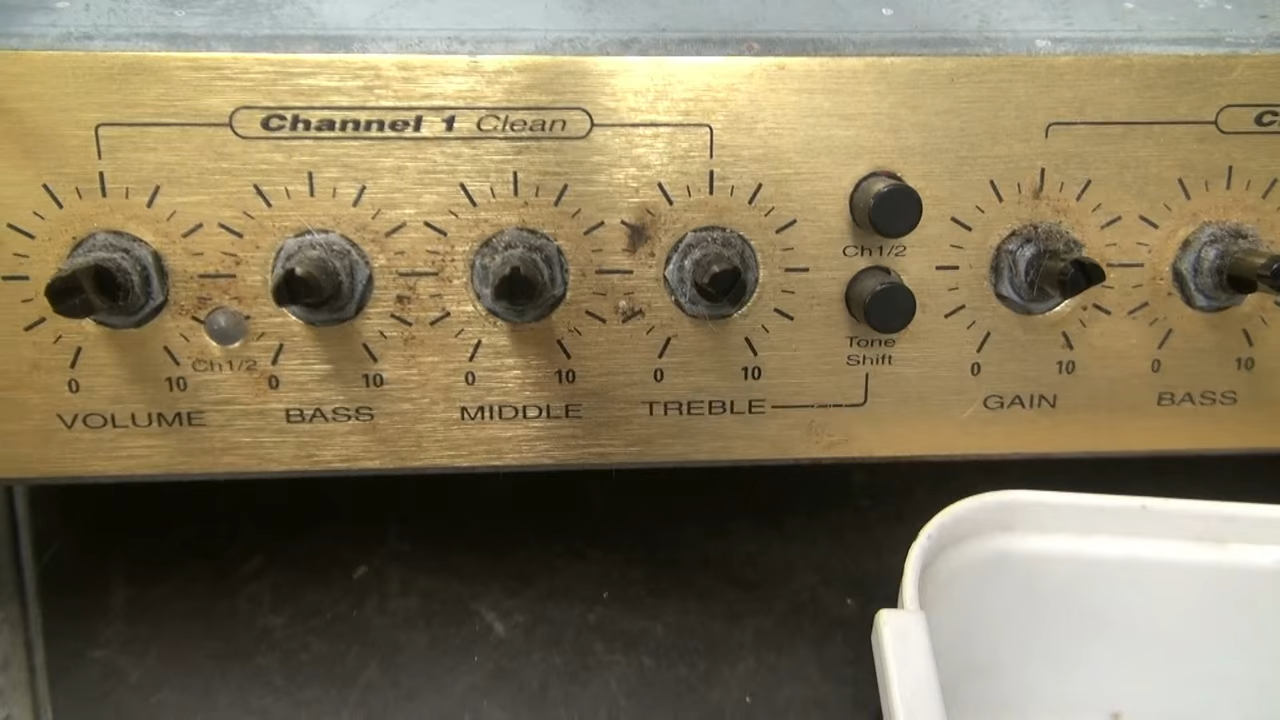 Channel 1 Clean
Ch1/2
Ch1/2
Tone
Shift
0 10
0 10
0 10
0 10
0 10
0 10
VOLUME
BASS
MIDDLE
TREBLE
GAIN
BASS